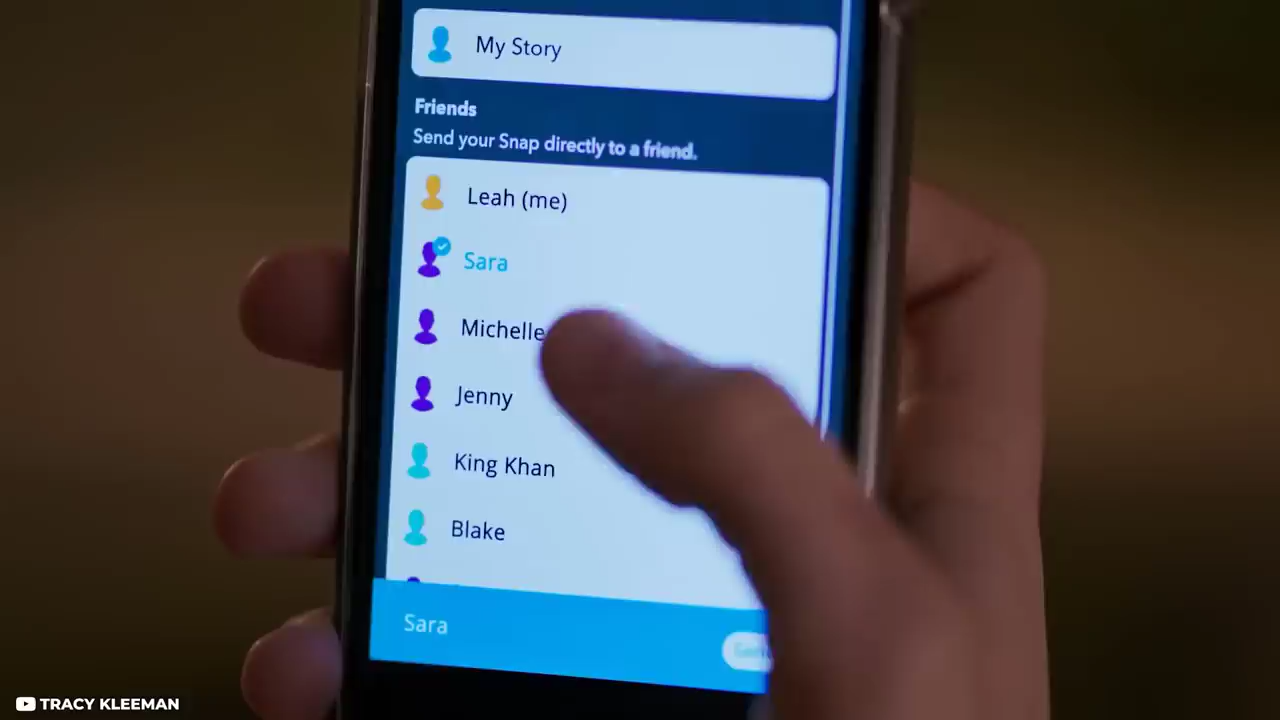 My Story
Friends
Send your Snap directly to a friend.
Leah (me)
Sara
Michelle
Jenny
King Khan
Blake
Sara
TRACY KLEEMAN